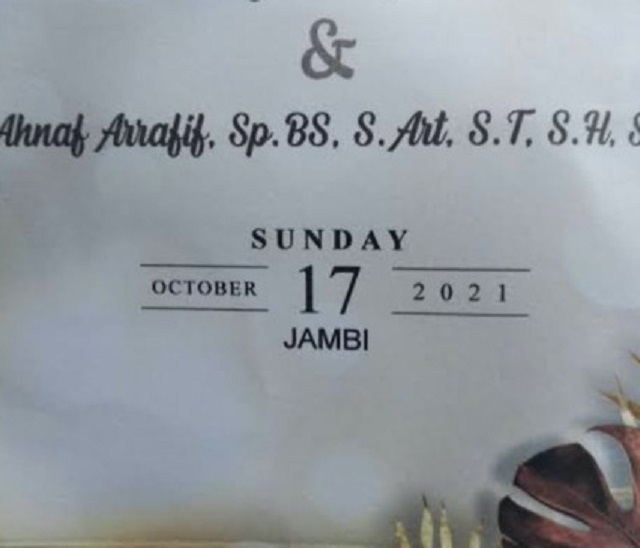 &
Ahnaf Arrafif, Sp.BS, S.Art, S.T, S.H,
SUNDAY
OCTOBER 17 2021
JAMBI